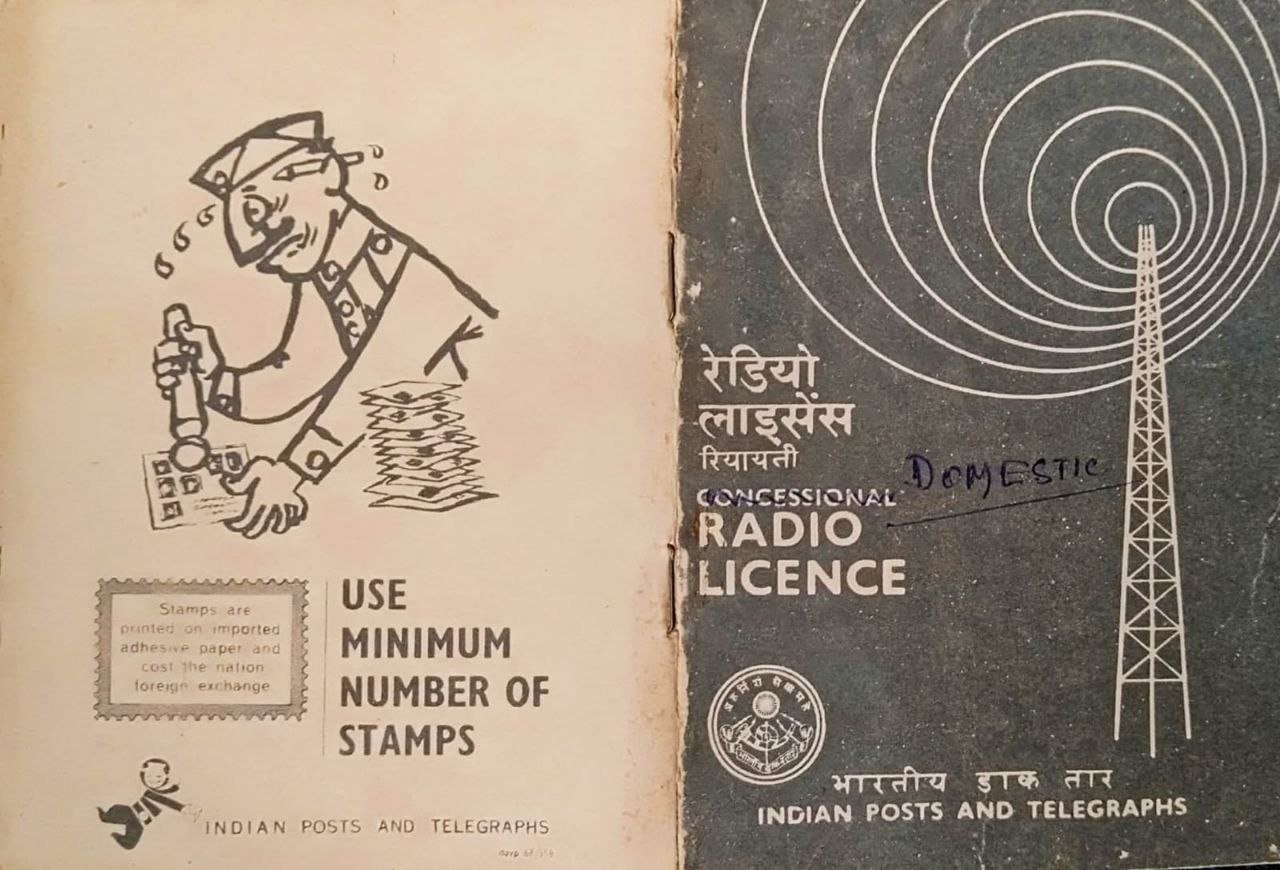 Stamps are
printed on imported
adhesive paper and
cost the nation
foreign exchange
USE
MINIMUM
NUMBER OF
STAMPS
INDIAN POSTS AND TELEGRAPHS
davp
रेडियो
लाइसेंस
रियायती
CONCESSIONAL
DOMESTIC
RADIO
LICENCE
भारतीय डाक तार
INDIAN POSTS AND TELEGRAPHS